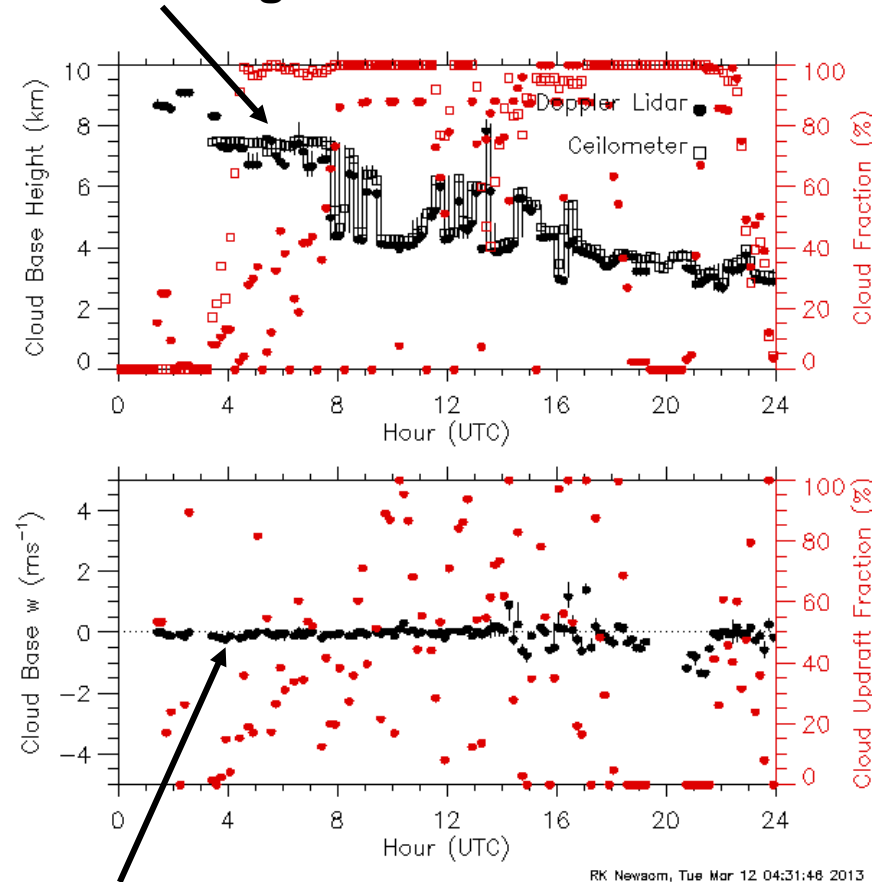 10
8
6
4
2
0
Cloud Base Height (km)
100
80
60
40
20
0
Cloud Fraction (%)
Doppler Lidar
Ceilometer
0 4 8 12 16 20 24
Hour (UTC)
4
2
0
−2
−4
Cloud Base w (ms⁻¹)
100
80
60
40
20
0
Cloud Updraft Fraction (%)
0 4 8 12 16 20 24
Hour (UTC)
RK Newsom, Tue Mar 12 04:31:46 2013